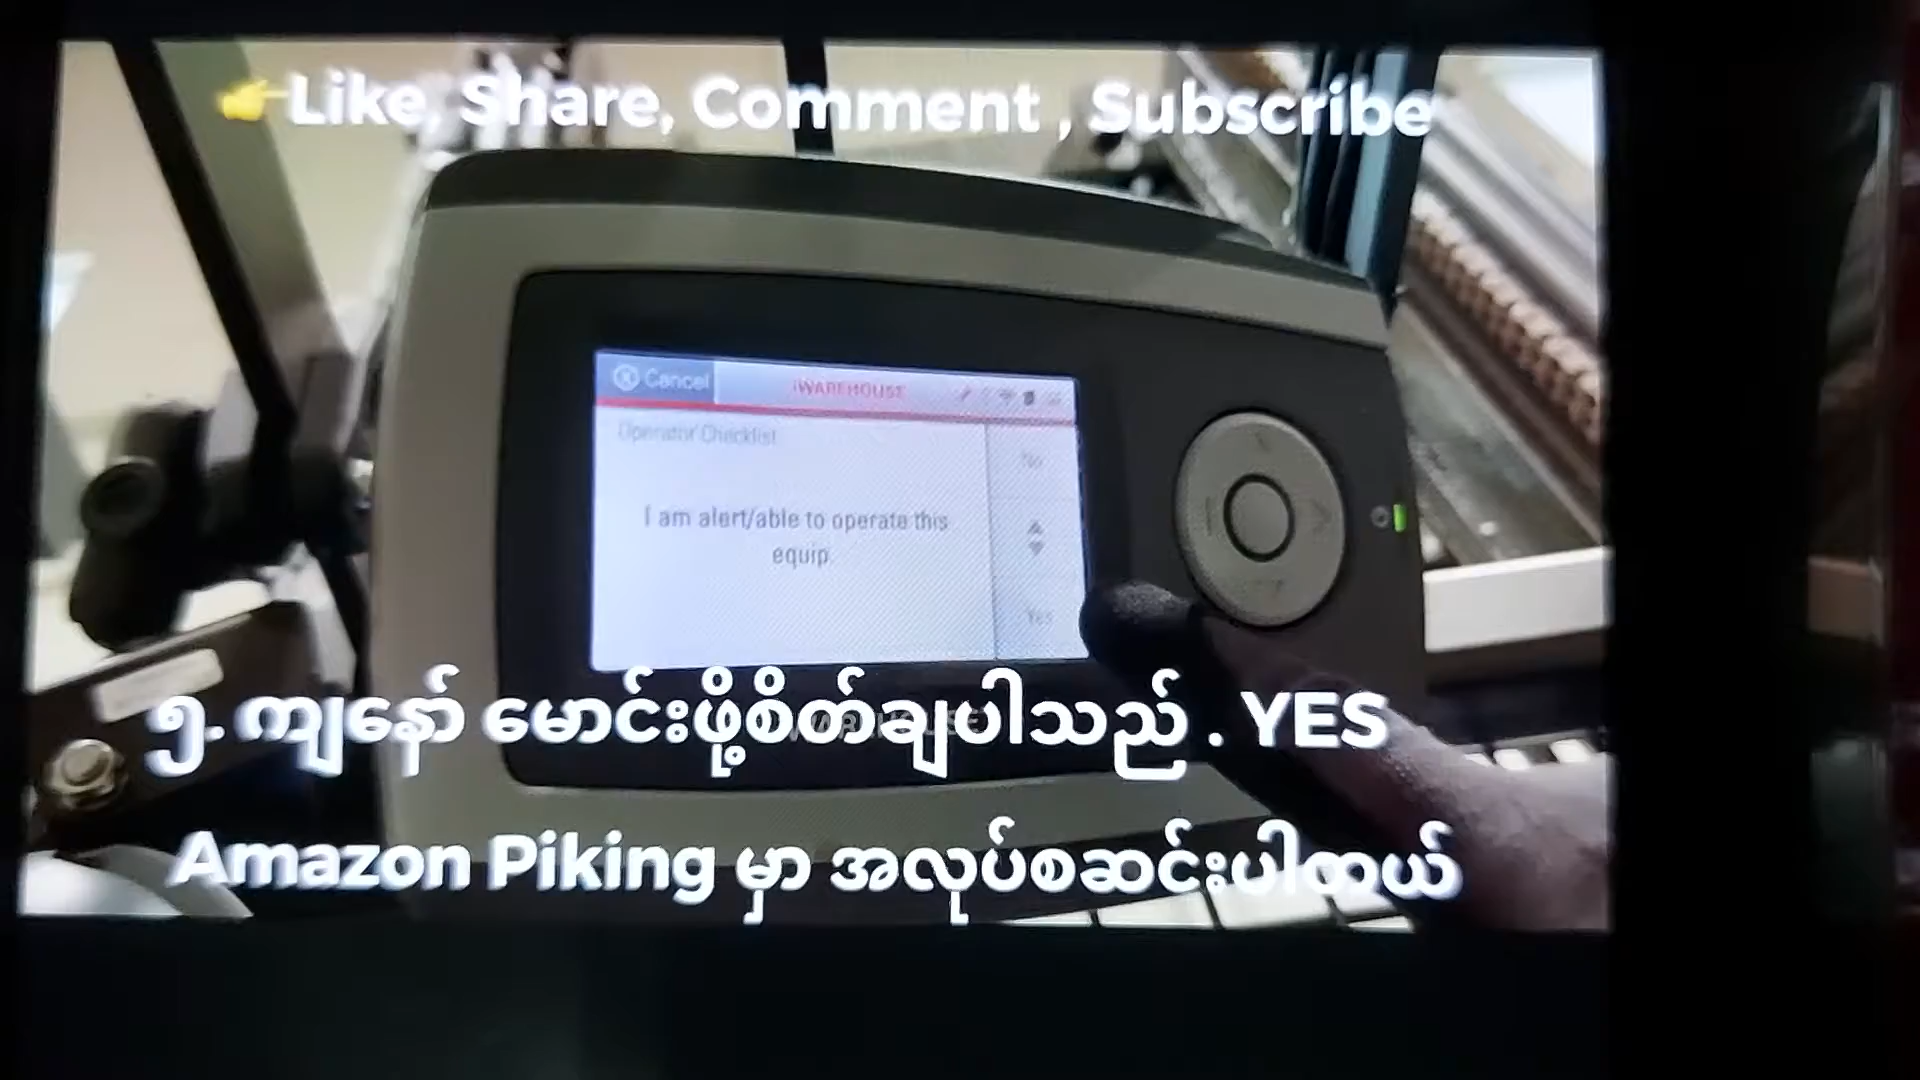 👉Like, Share, Comment , Subscribe
Cancel
iWAREHOUSE
Operator Checklist
No
I am alert/able to operate this
equip.
Yes
၅. ကျနော် မောင်းဖို့စိတ်ချပါသည် . YES
Amazon Piking မှာ အလုပ်စဆင်းပါတယ်